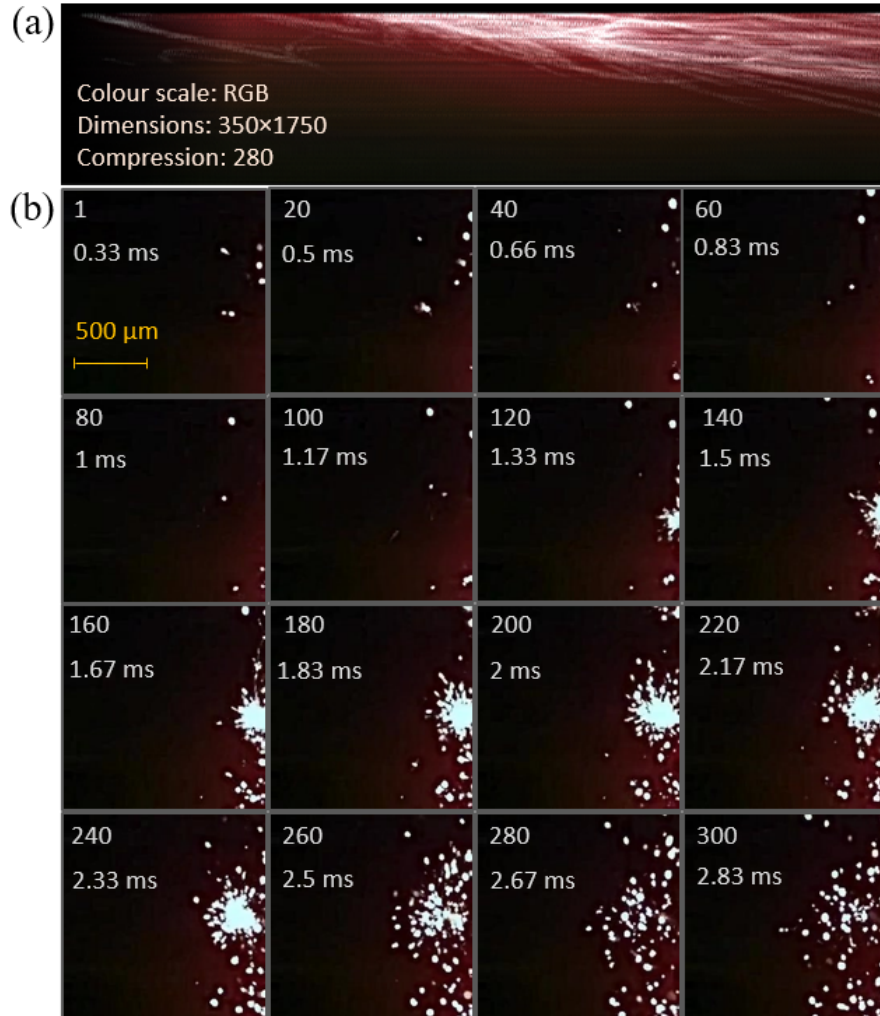 (a)
Colour scale: RGB
Dimensions: 350×1750
Compression: 280
(b)
1
0.33 ms
500 μm
20
0.5 ms
40
0.66 ms
60
0.83 ms
80
1 ms
100
1.17 ms
120
1.33 ms
140
1.5 ms
160
1.67 ms
180
1.83 ms
200
2 ms
220
2.17 ms
240
2.33 ms
260
2.5 ms
280
2.67 ms
300
2.83 ms